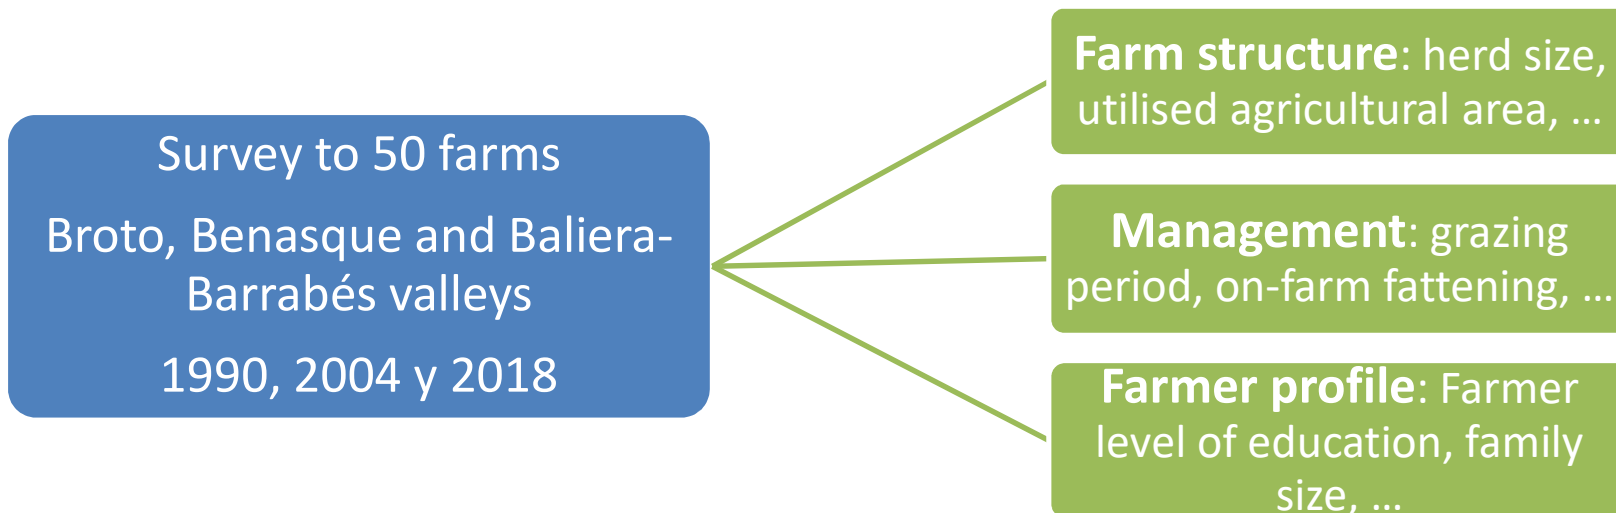 Survey to 50 farms
Broto, Benasque and Baliera-
Barrabés valleys
1990, 2004 y 2018
Farm structure: herd size,
utilised agricultural area, ...
Management: grazing
period, on-farm fattening, ...
Farmer profile: Farmer
level of education, family
size, ...